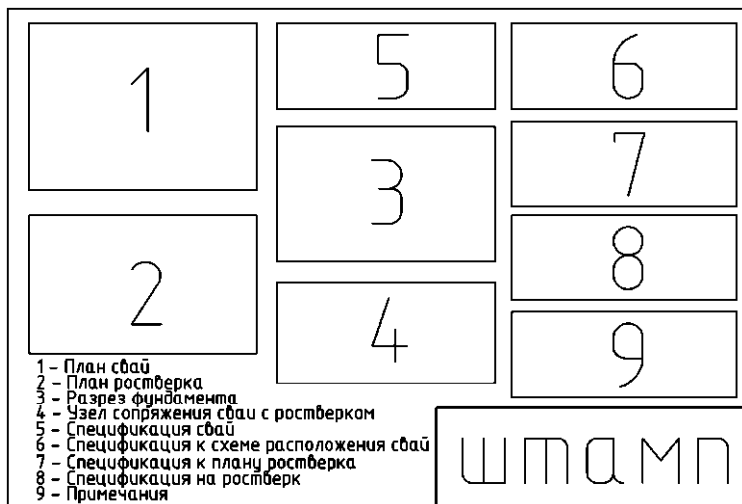 1
5
6
3
7
2
4
8
9
1 - План свай
2 - План ростверка
3 - Разрез фундамента
4 - Узел сопряжения сваи с ростверком
5 - Спецификация свай
6 - Спецификация к схеме расположения свай
7 - Спецификация к плану ростверка
8 - Спецификация на ростверк
9 - Примечания
штамп